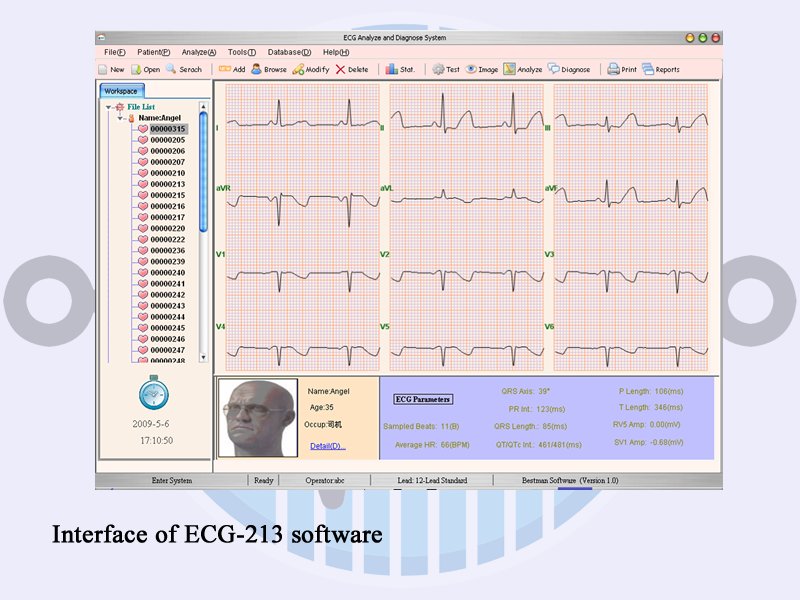 ECG Analyze and Diagnose System
File(F) Patient(P) Analyze(A) Tools(T) Database(D) Help(H)
New Open Serach Add Browse Modify Delete Stat. Test Image Analyze Diagnose Print Reports
Workspace
File List
Name:Angel
00000315
00000205
00000206
00000207
00000210
00000213
00000215
00000216
00000217
00000220
00000222
00000236
00000239
00000240
00000241
00000242
00000243
00000244
00000245
00000246
00000247
00000248
2009-5-6
17:10:50
I II III
aVR aVL aVF
V1 V2 V3
V4 V5 V6
Name:Angel
Age:35
Occup:司机
Detail(D)...
ECG Parameters
Sampled Beats: 11(B)
Average HR: 66(BPM)
QRS Axis: 39°
PR Int.: 123(ms)
QRS Length: 85(ms)
QT/QTc Int.: 461/481(ms)
P Length: 106(ms)
T Length: 346(ms)
RV5 Amp: 0.00(mV)
SV1 Amp: -0.68(mV)
Enter System Ready Operator:abc Lead: 12-Lead Standard Bestman Software (Version 1.0)
Interface of ECG-213 software